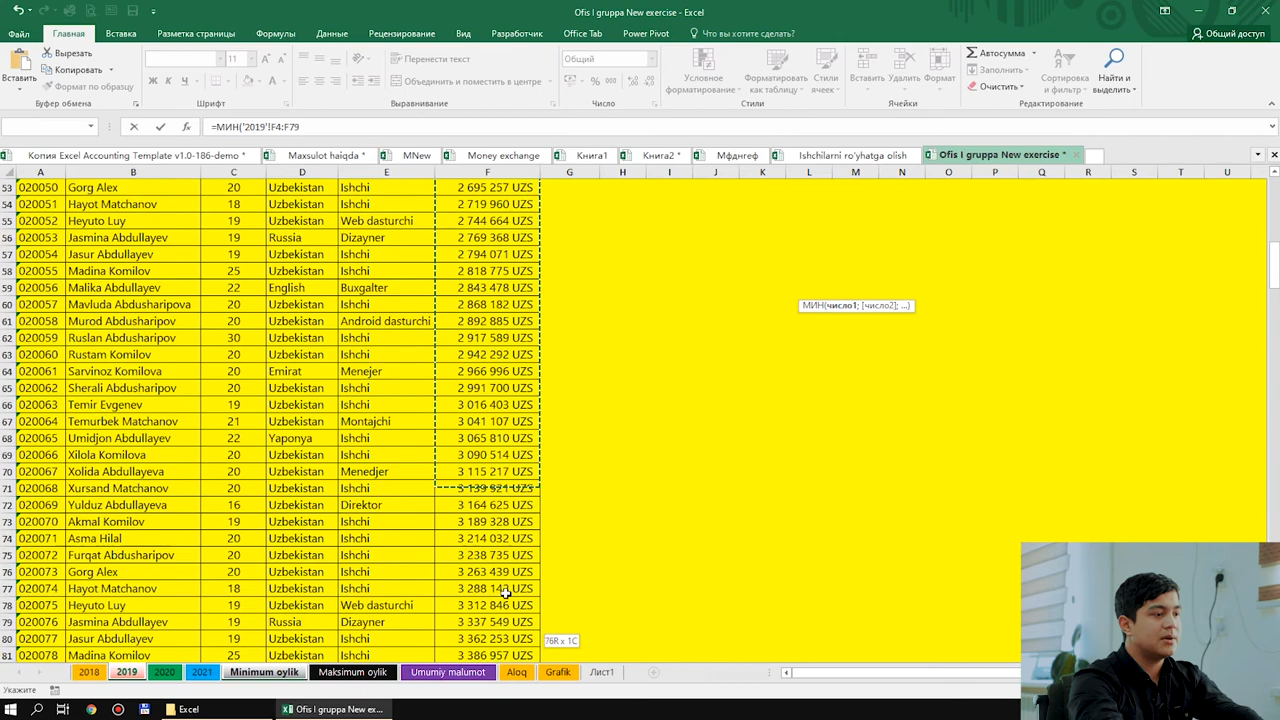 Ofis I gruppa New exercise - Excel
Файл Главная Вставка Разметка страницы Формулы Данные Рецензирование Вид Разработчик Office Tab Power Pivot Что вы хотите сделать? Общий доступ
Вставить
Вырезать
Копировать
Формат по образцу
Буфер обмена
11
Шрифт
Перенести текст
Объединить и поместить в центре
Выравнивание
Общий
Число
Условное форматирование
Форматировать как таблицу
Стили ячеек
Стили
Вставить Удалить Формат
Ячейки
Автосумма
Заполнить
Очистить
Сортировка и фильтр
Найти и выделить
Редактирование
=МИН('2019'!F4:F79
Копия Excel Accounting Template v1.0-186-demo * Maxsulot haiqda * MNew Money exchange Книга1 Книга2 * Мфднгеф Ishchilarni ro'yhatga olish Ofis I gruppa New exercise *
A B C D E F G H I J K L M N O P Q R S T U
53 020050 Gorg Alex 20 Uzbekistan Ishchi 2 695 257 UZS
54 020051 Hayot Matchanov 18 Uzbekistan Ishchi 2 719 960 UZS
55 020052 Heyuto Luy 19 Uzbekistan Web dasturchi 2 744 664 UZS
56 020053 Jasmina Abdullayev 19 Russia Dizayner 2 769 368 UZS
57 020054 Jasur Abdullayev 19 Uzbekistan Ishchi 2 794 071 UZS
58 020055 Madina Komilov 25 Uzbekistan Ishchi 2 818 775 UZS
59 020056 Malika Abdullayev 22 English Buxgalter 2 843 478 UZS
60 020057 Mavluda Abdusharipova 20 Uzbekistan Ishchi 2 868 182 UZS
МИН(число1; [число2]; ...)
61 020058 Murod Abdusharipov 20 Uzbekistan Android dasturchi 2 892 885 UZS
62 020059 Ruslan Abdusharipov 30 Uzbekistan Ishchi 2 917 589 UZS
63 020060 Rustam Komilov 20 Uzbekistan Ishchi 2 942 292 UZS
64 020061 Sarvinoz Komilova 20 Emirat Menejer 2 966 996 UZS
65 020062 Sherali Abdusharipov 20 Uzbekistan Ishchi 2 991 700 UZS
66 020063 Temir Evgenev 19 Uzbekistan Ishchi 3 016 403 UZS
67 020064 Temurbek Matchanov 21 Uzbekistan Montajchi 3 041 107 UZS
68 020065 Umidjon Abdullayev 22 Yaponya Ishchi 3 065 810 UZS
69 020066 Xilola Komilova 20 Uzbekistan Ishchi 3 090 514 UZS
70 020067 Xolida Abdullayeva 20 Uzbekistan Menedjer 3 115 217 UZS
71 020068 Xursand Matchanov 20 Uzbekistan Ishchi 3 139 921 UZS
72 020069 Yulduz Abdullayeva 16 Uzbekistan Direktor 3 164 625 UZS
73 020070 Akmal Komilov 19 Uzbekistan Ishchi 3 189 328 UZS
74 020071 Asma Hilal 20 Uzbekistan Ishchi 3 214 032 UZS
75 020072 Furqat Abdusharipov 20 Uzbekistan Ishchi 3 238 735 UZS
76 020073 Gorg Alex 20 Uzbekistan Ishchi 3 263 439 UZS
77 020074 Hayot Matchanov 18 Uzbekistan Ishchi 3 288 143 UZS
78 020075 Heyuto Luy 19 Uzbekistan Web dasturchi 3 312 846 UZS
79 020076 Jasmina Abdullayev 19 Russia Dizayner 3 337 549 UZS
80 020077 Jasur Abdullayev 19 Uzbekistan Ishchi 3 362 253 UZS
76R x 1C
81 020078 Madina Komilov 25 Uzbekistan Ishchi 3 386 957 UZS
2018 2019 2020 2021 Minimum oylik Maksimum oylik Umumiy malumot Aloq Grafik Лист1
Укажите
Excel Ofis I gruppa New ex...